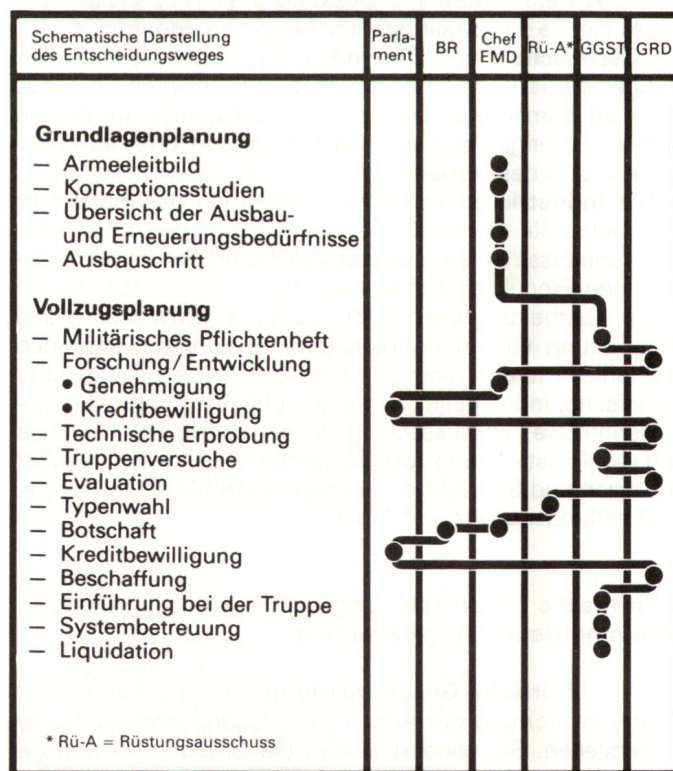 Schematische Darstellung
des Entscheidungsweges
Parla-
ment
BR
Chef
EMD
Rü-A*
GGST
GRD
Grundlagenplanung
– Armeeleitbild
– Konzeptionsstudien
– Übersicht der Ausbau-
und Erneuerungsbedürfnisse
– Ausbauschritt
Vollzugsplanung
– Militärisches Pflichtenheft
– Forschung/Entwicklung
• Genehmigung
• Kreditbewilligung
– Technische Erprobung
– Truppenversuche
– Evaluation
– Typenwahl
– Botschaft
– Kreditbewilligung
– Beschaffung
– Einführung bei der Truppe
– Systembetreuung
– Liquidation
* Rü-A = Rüstungsausschuss